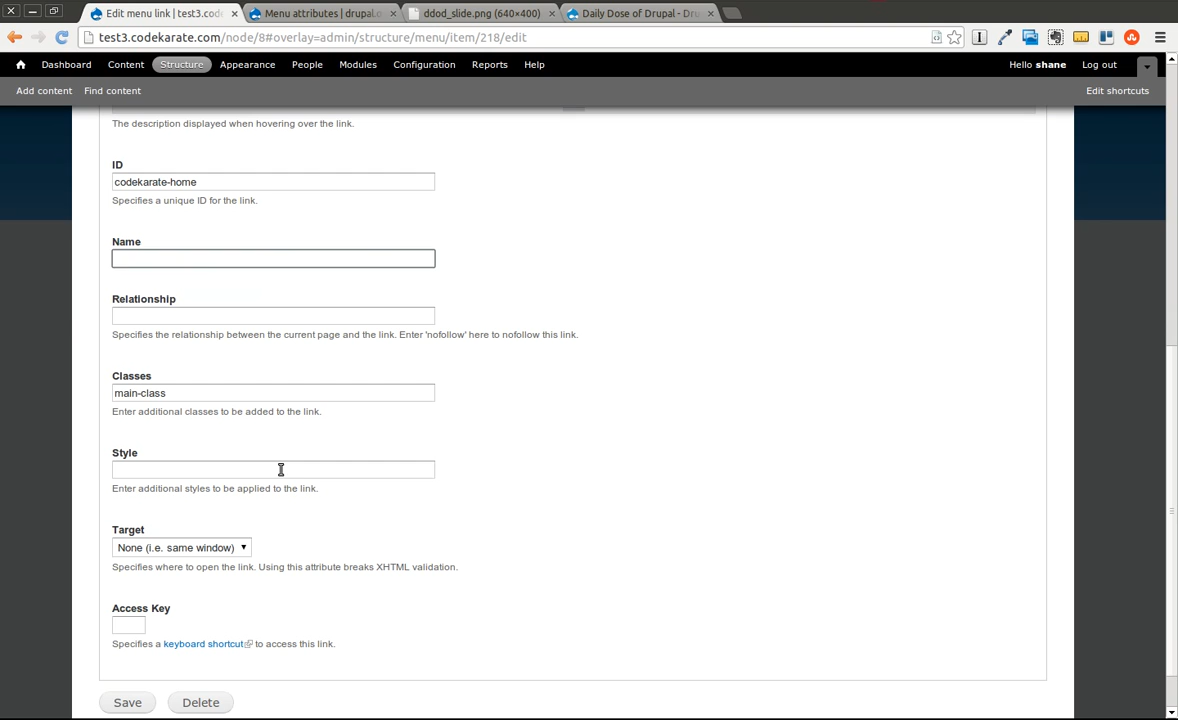 Edit menu link | test3.cod
Menu attributes | drupal.o
ddod_slide.png (640×400)
Daily Dose of Drupal - Dru
test3.codekarate.com/node/8#overlay=admin/structure/menu/item/218/edit
Dashboard Content Structure Appearance People Modules Configuration Reports Help
Hello shane Log out
Add content Find content
Edit shortcuts
The description displayed when hovering over the link.
ID
codekarate-home
Specifies a unique ID for the link.
Name
Relationship
Specifies the relationship between the current page and the link. Enter 'nofollow' here to nofollow this link.
Classes
main-class
Enter additional classes to be added to the link.
Style
Enter additional styles to be applied to the link.
Target
None (i.e. same window)
Specifies where to open the link. Using this attribute breaks XHTML validation.
Access Key
Specifies a keyboard shortcut to access this link.
Save Delete